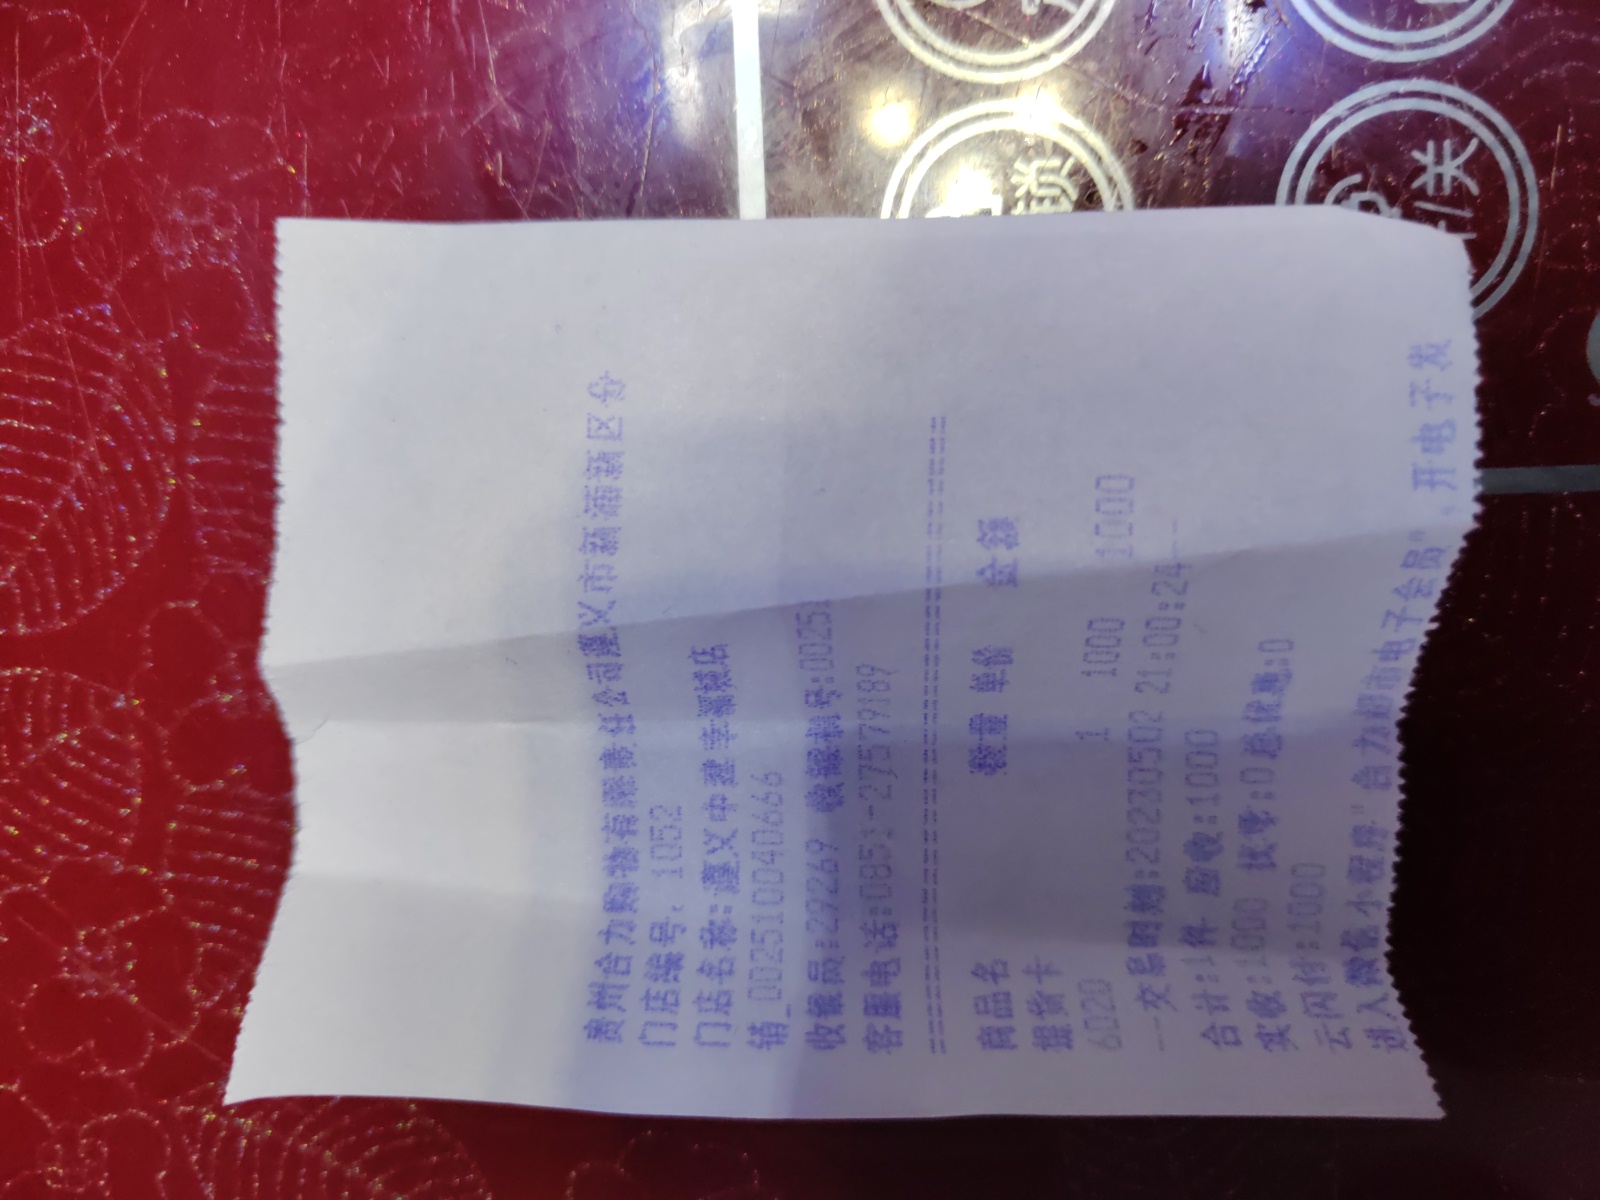 贵州合力购物有限责任公司遵义市新蒲新区分
门店编号：1052
门店名称：遵义中建幸福城店
销_002510040666
收银员:29269 收银机号:0025
客服电话:0851-27579189
商品名 数量 单价 金额
提货卡
6020 1 1000 1000
--交易时刻:20230502 21:00:24--
合计:1件 应收:1000
实收:1000 优零:0 总优惠:0
云闪付:1000
进入微信小程序"合力超市电子会员"，开电子发
锁
/关